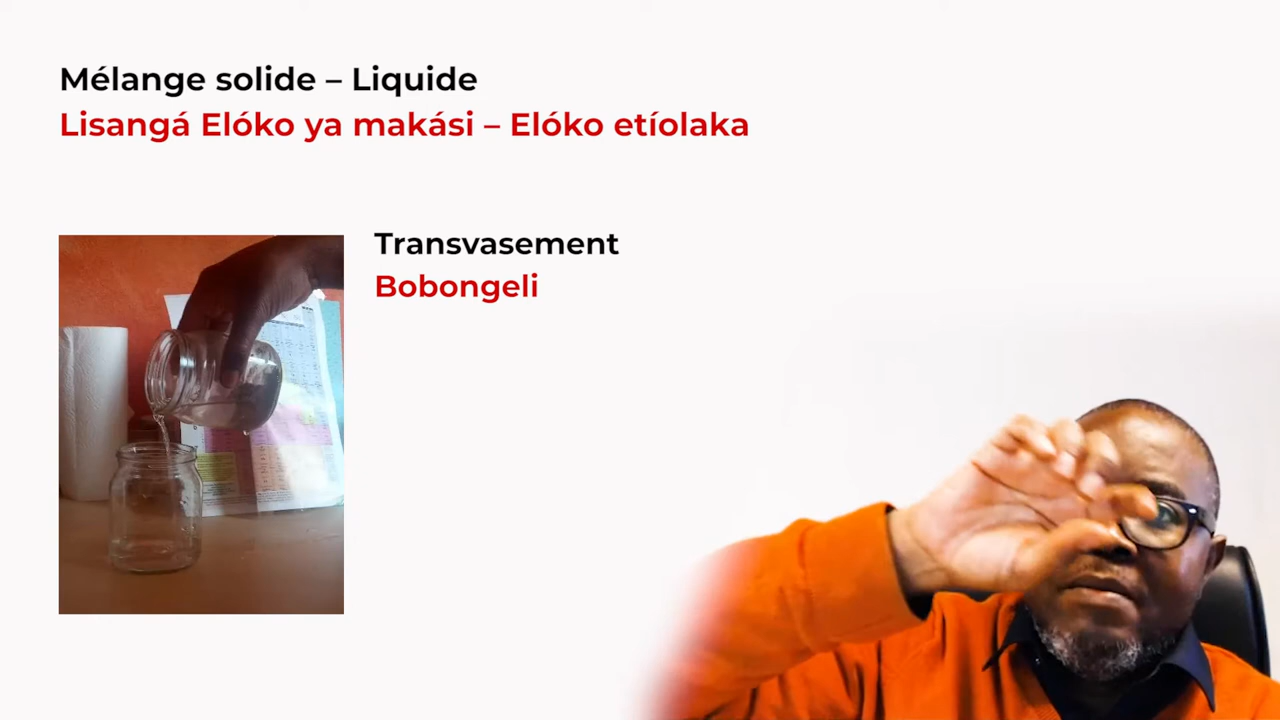 Mélange solide – Liquide
Lisangá Elóko ya makási – Elóko etíolaka
Transvasement
Bobongeli